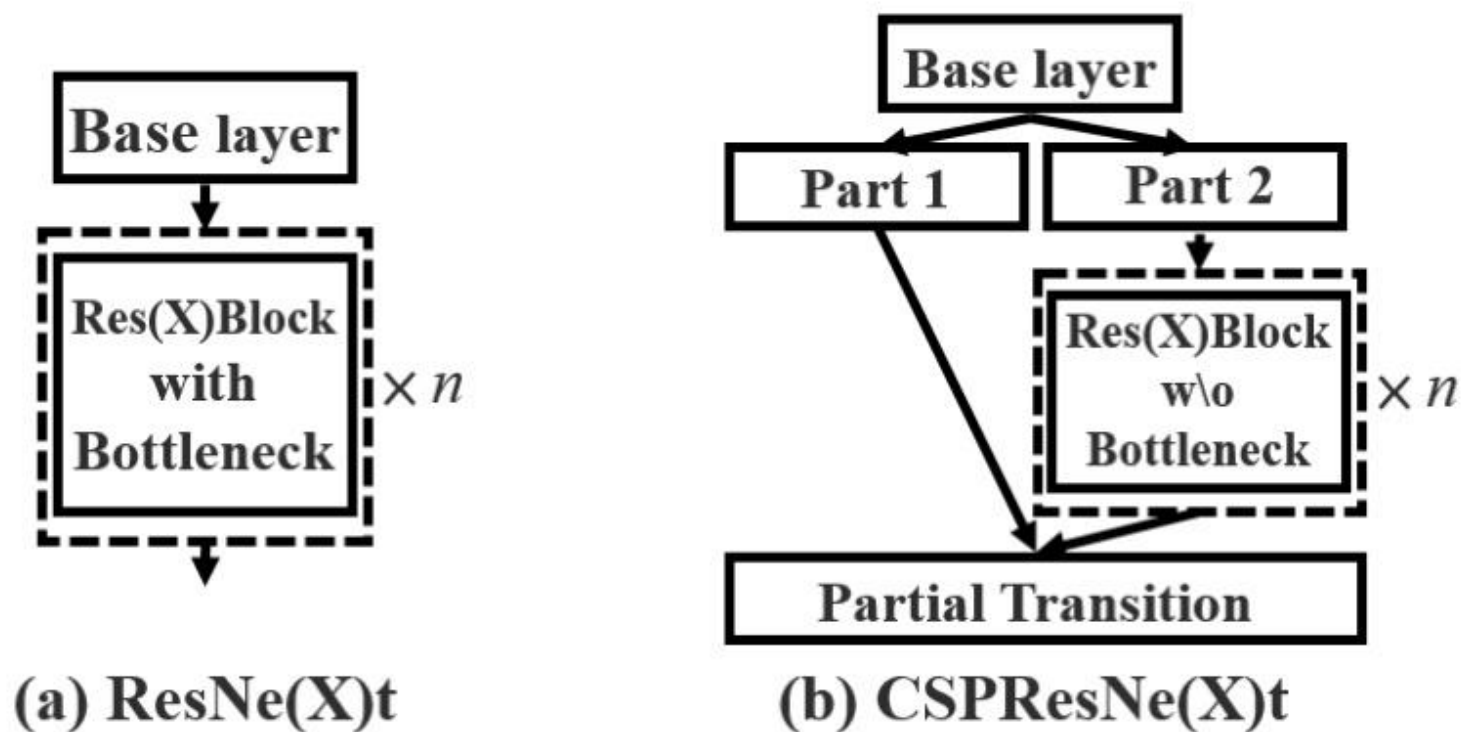 Base layer
Res(X)Block
with
Bottleneck
× n
(a) ResNe(X)t
Base layer
Part 1
Part 2
Res(X)Block
w\o
Bottleneck
× n
Partial Transition
(b) CSPResNe(X)t